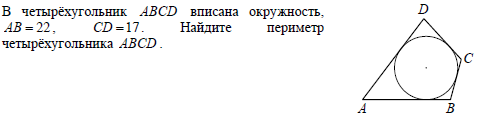 В четырёхугольник ABCD вписана окружность,
AB = 22, CD = 17. Найдите периметр
четырёхугольника ABCD.
D
C
A
B